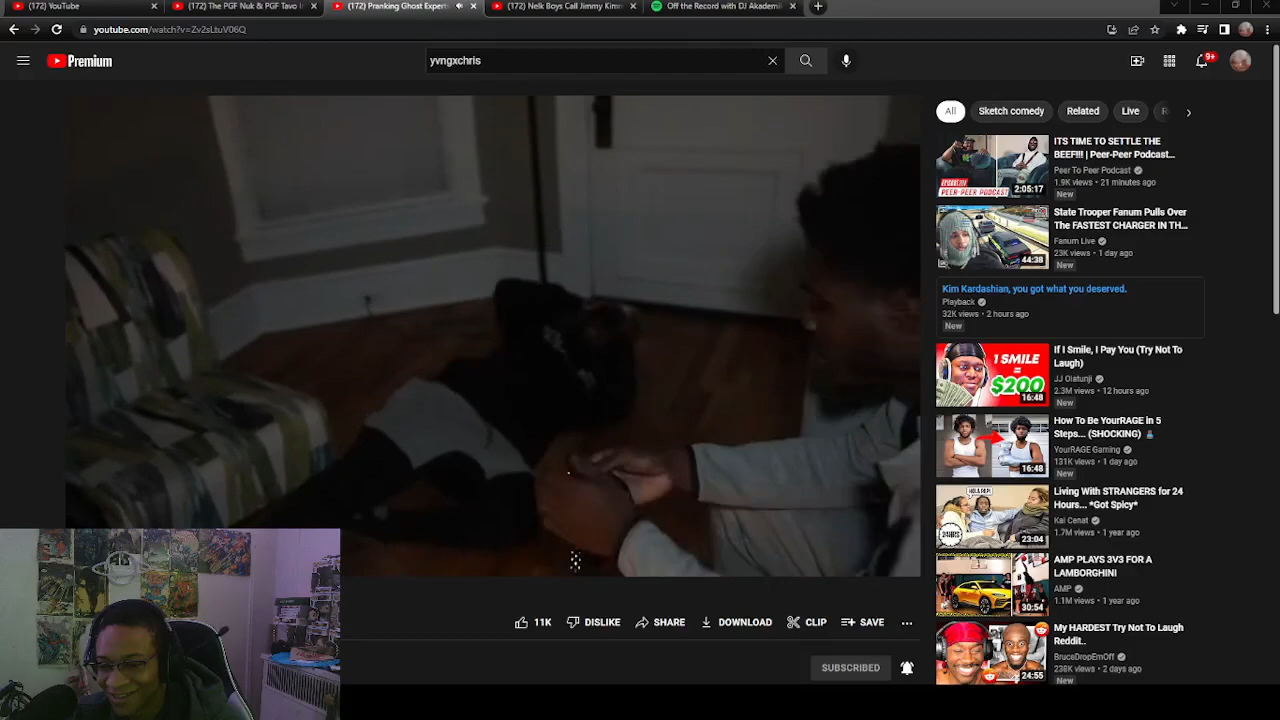 (172) YouTube
(172) The PGF Nuk & PGF Tavo I
(172) Pranking Ghost Expert
(172) Nelk Boys Call Jimmy Kimm
Off the Record with DJ Akademi
youtube.com/watch?v=Zv2sLtuV06Q
Premium
yvngxchris
9+
All
Sketch comedy
Related
Live
ITS TIME TO SETTLE THE
BEEF!!! | Peer-Peer Podcast...
Peer To Peer Podcast
1.9K views • 21 minutes ago
New
PEER-PEER PODCAST
2:05:17
State Trooper Fanum Pulls Over
The FASTEST CHARGER IN TH...
Fanum Live
23K views • 1 day ago
New
44:38
Kim Kardashian, you got what you deserved.
Playback
32K views • 2 hours ago
New
If I Smile, I Pay You (Try Not To
Laugh)
JJ Olatunji
2.3M views • 12 hours ago
New
1 SMILE
=
$200
16:48
How To Be YourRAGE in 5
Steps... (SHOCKING)
YourRAGE Gaming
131K views • 1 day ago
New
16:48
Living With STRANGERS for 24
Hours... *Got Spicy*
Kai Cenat
1.7M views • 1 year ago
24HRS
23:04
AMP PLAYS 3V3 FOR A
LAMBORGHINI
AMP
1.1M views • 1 year ago
30:54
My HARDEST Try Not To Laugh
Reddit..
BruceDropEmOff
238K views • 2 days ago
New
24:55
11K
DISLIKE
SHARE
DOWNLOAD
CLIP
SAVE
SUBSCRIBED